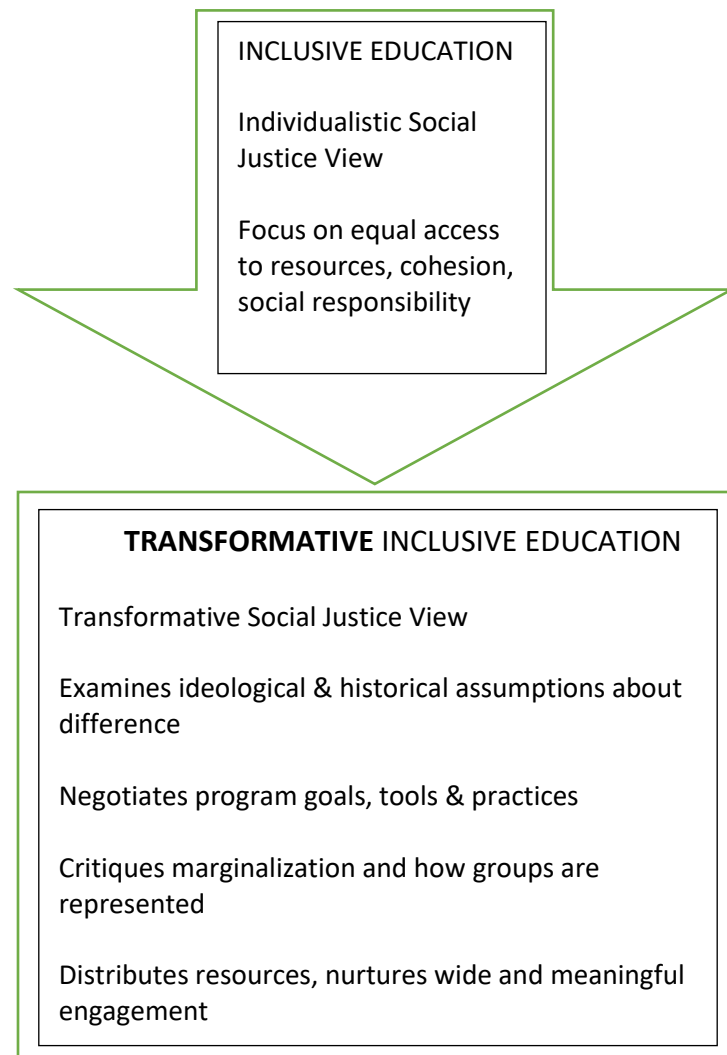 INCLUSIVE EDUCATION
Individualistic Social
Justice View
Focus on equal access
to resources, cohesion,
social responsibility
TRANSFORMATIVE INCLUSIVE EDUCATION
Transformative Social Justice View
Examines ideological & historical assumptions about
difference
Negotiates program goals, tools & practices
Critiques marginalization and how groups are
represented
Distributes resources, nurtures wide and meaningful
engagement